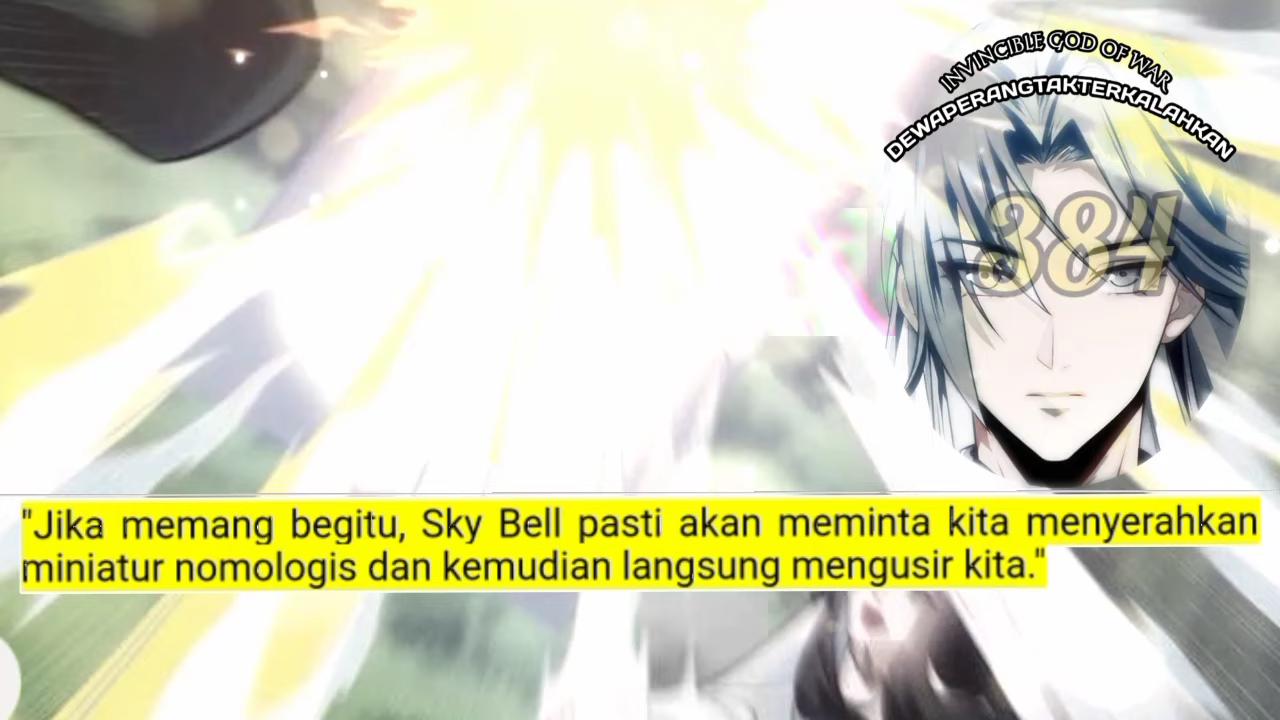 INVINCIBLE GOD OF WAR
DEWAPERANGTAKTERKALAHKAN
384
"Jika memang begitu, Sky Bell pasti akan meminta kita menyerahkan
miniatur nomologis dan kemudian langsung mengusir kita."